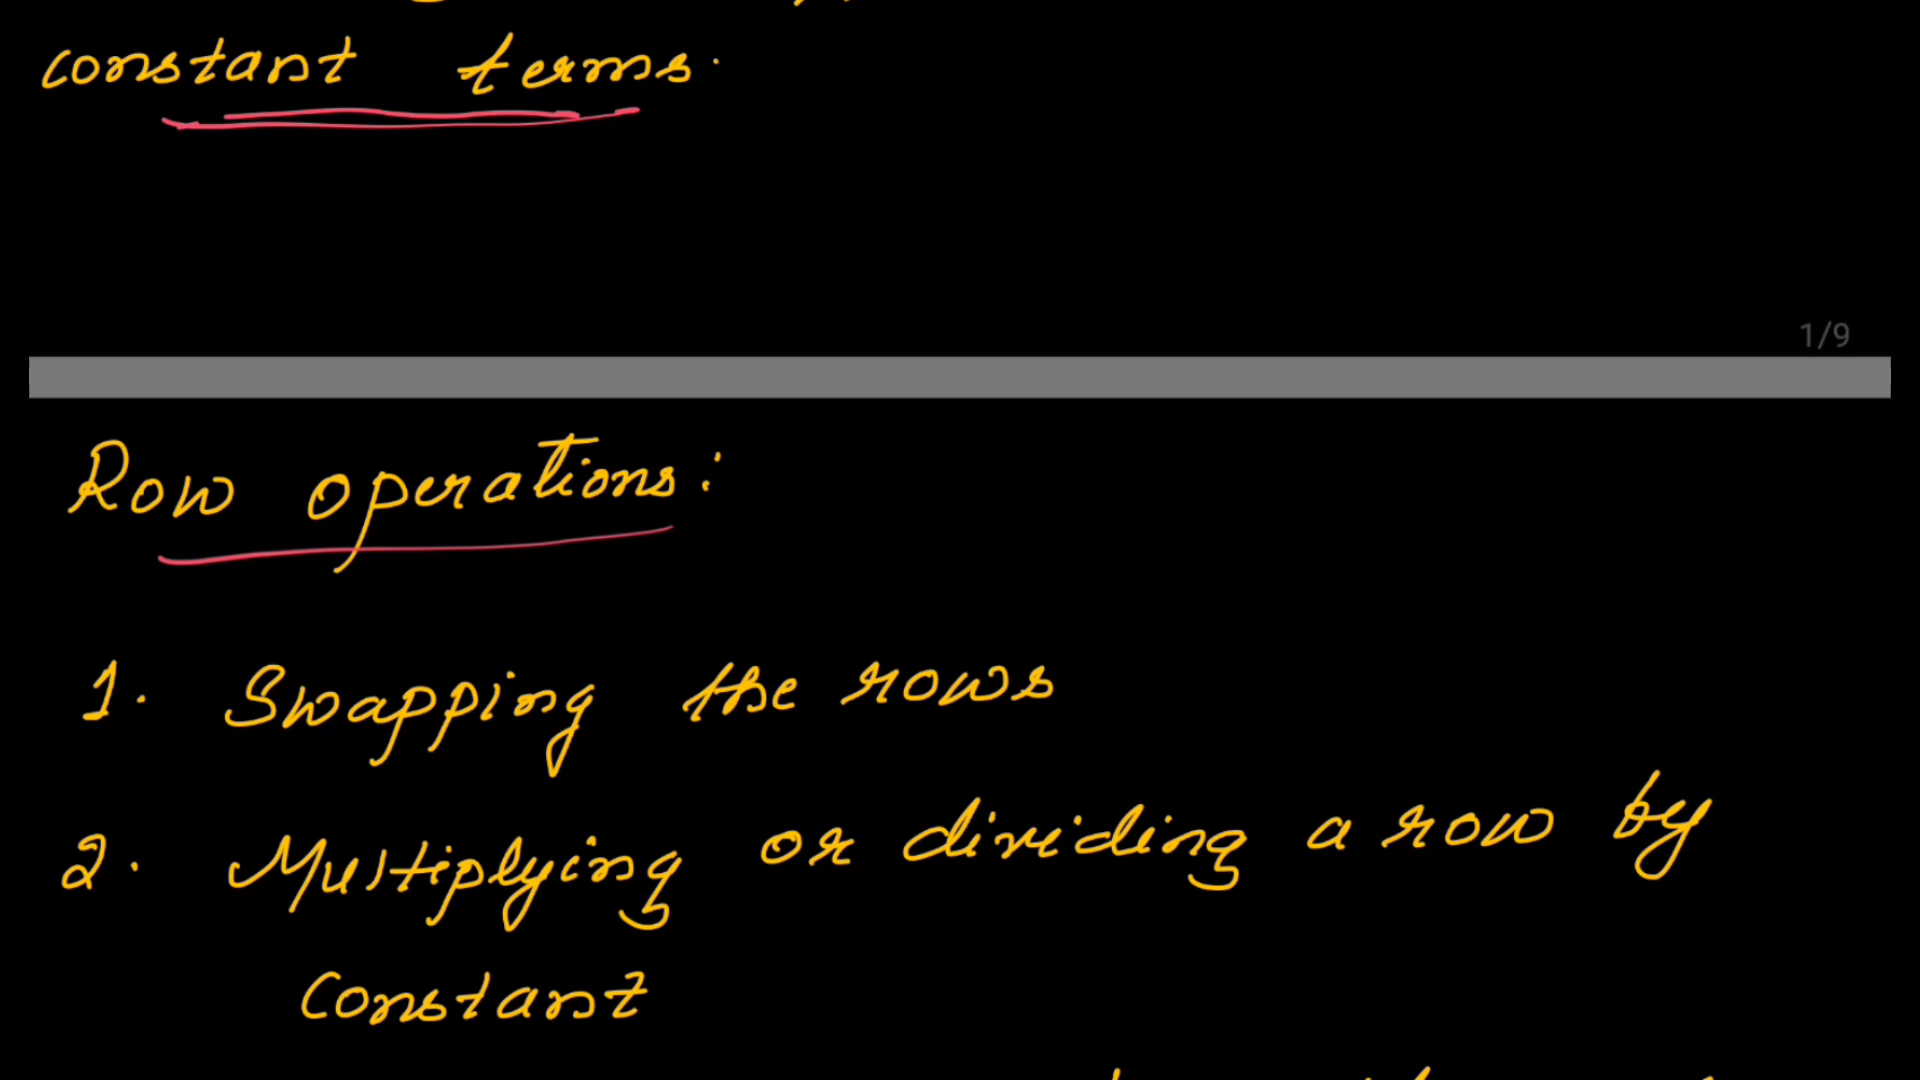 constant terms.
1/9
Row operations:
1. Swapping the rows
2. Multiplying or dividing a row by
Constant